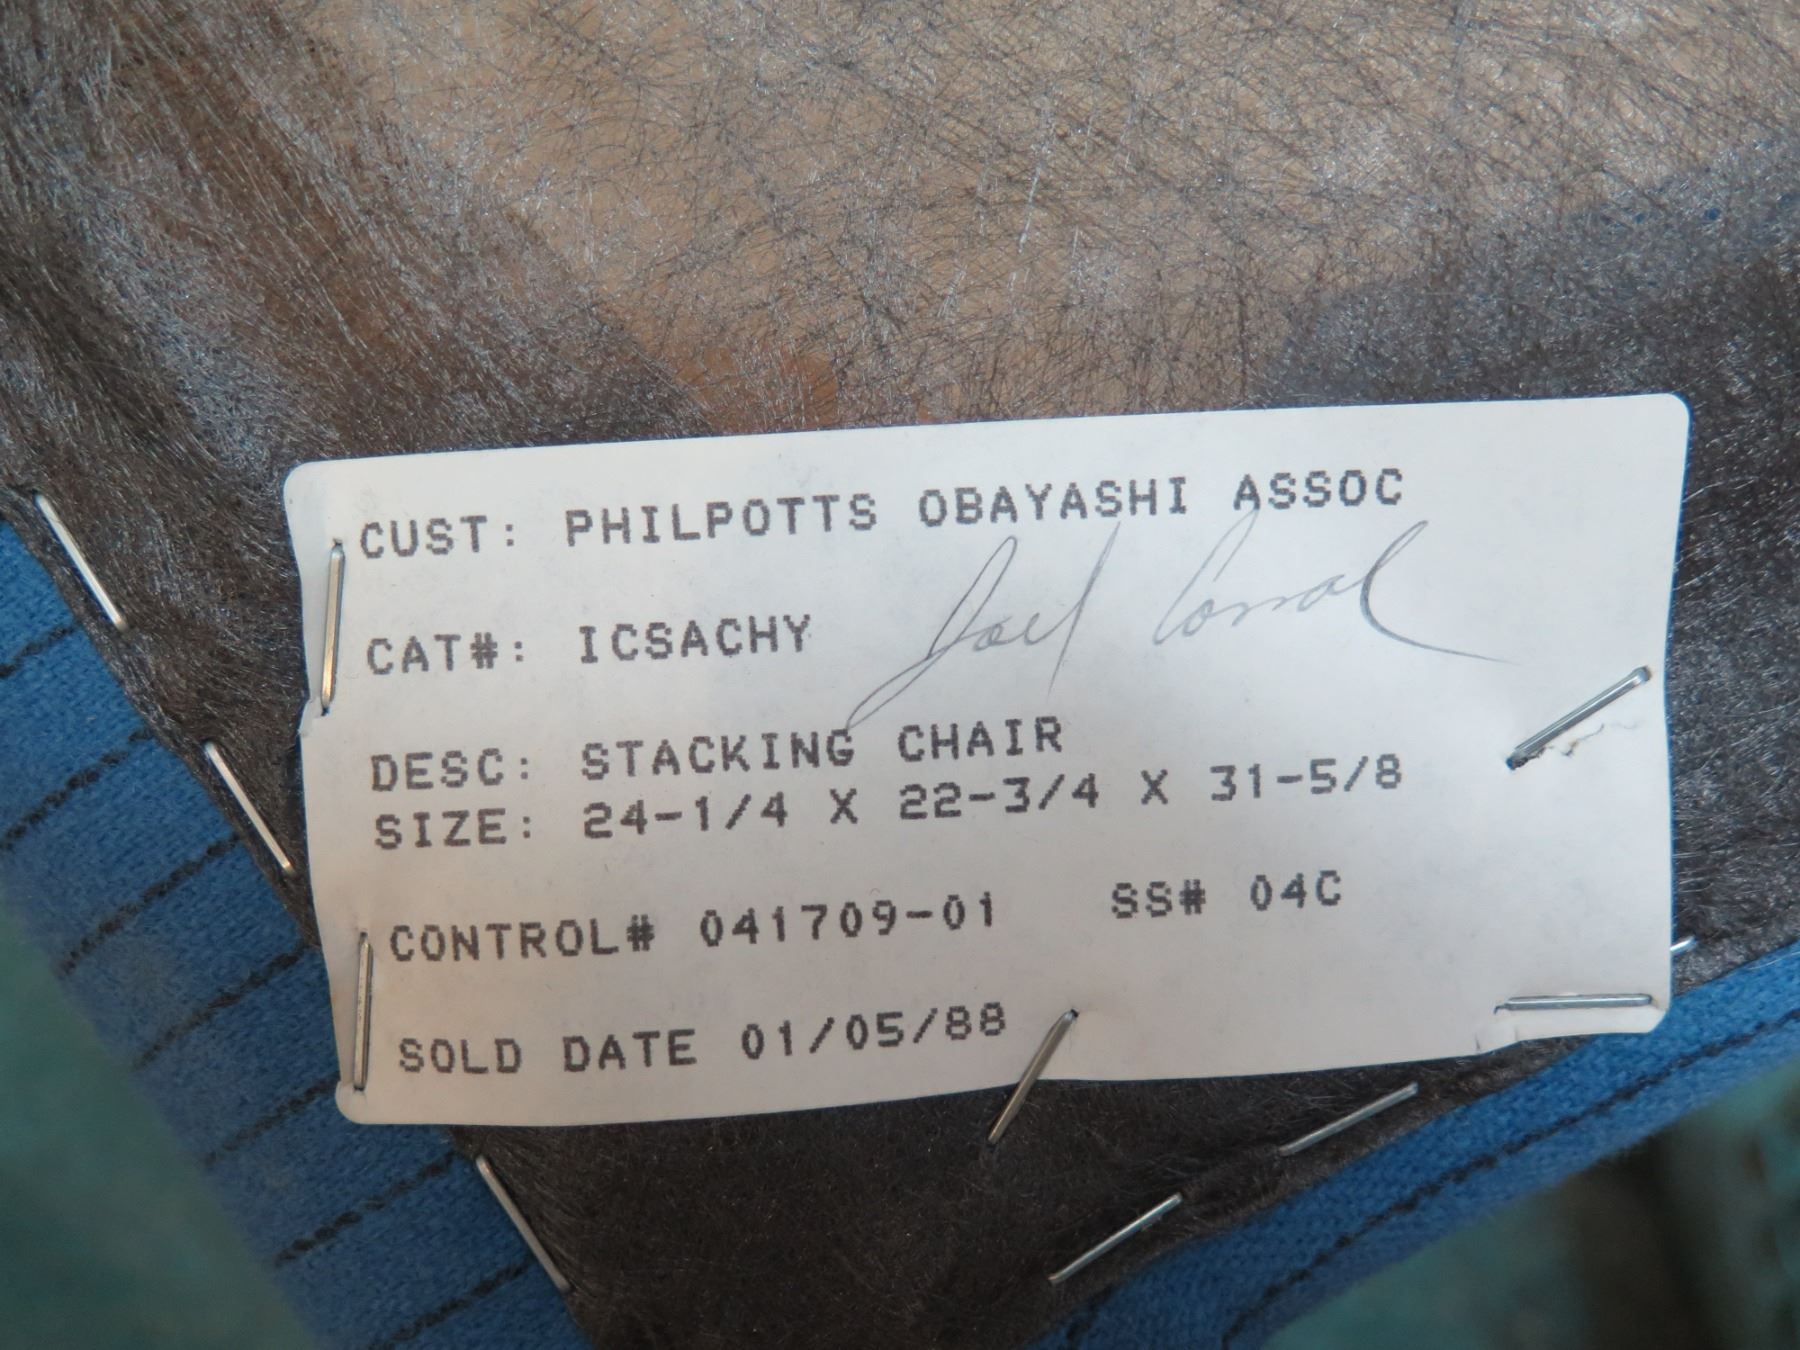 CUST: PHILPOTTS OBAYASHI ASSOC
CAT#: ICSACHY
DESC: STACKING CHAIR
SIZE: 24-1/4 X 22-3/4 X 31-5/8
CONTROL# 041709-01 SS# 04C
SOLD DATE 01/05/88